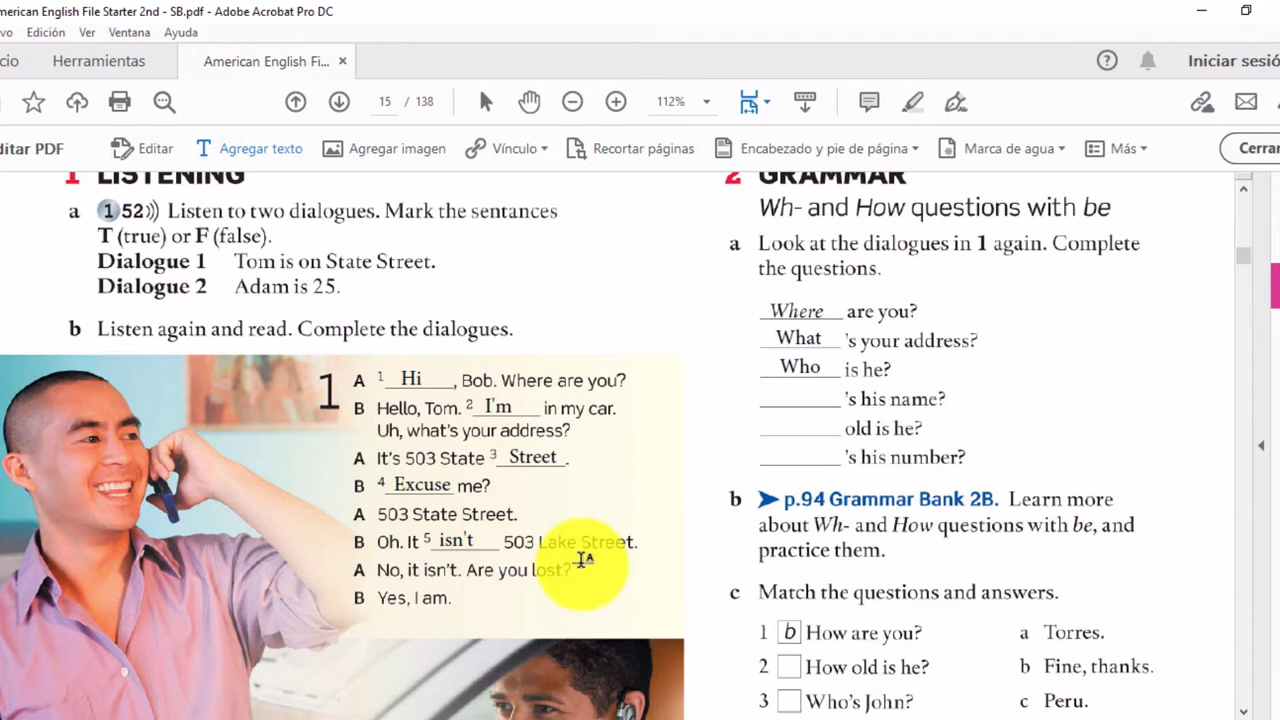 merican English File Starter 2nd - SB.pdf - Adobe Acrobat Pro DC
vo Edición Ver Ventana Ayuda
cio Herramientas American English Fi... × Iniciar sesió
15 / 138 112%
ditar PDF Editar Agregar texto Agregar imagen Vínculo Recortar páginas Encabezado y pie de página Marca de agua Más Cerrar
1 LISTENING
a 1 52))) Listen to two dialogues. Mark the sentences
T (true) or F (false).
Dialogue 1 Tom is on State Street.
Dialogue 2 Adam is 25.
b Listen again and read. Complete the dialogues.
1
A 1 Hi, Bob. Where are you?
B Hello, Tom. 2 I'm in my car.
Uh, what's your address?
A It's 503 State 3 Street.
B 4 Excuse me?
A 503 State Street.
B Oh. It 5 isn't 503 Lake Street.
A No, it isn't. Are you lost?
B Yes, I am.
2 GRAMMAR
Wh- and How questions with be
a Look at the dialogues in 1 again. Complete
the questions.
Where are you?
What 's your address?
Who is he?
______ 's his name?
______ old is he?
______ 's his number?
b p.94 Grammar Bank 2B. Learn more
about Wh- and How questions with be, and
practice them.
c Match the questions and answers.
1 b How are you? a Torres.
2 How old is he? b Fine, thanks.
3 Who's John? c Peru.